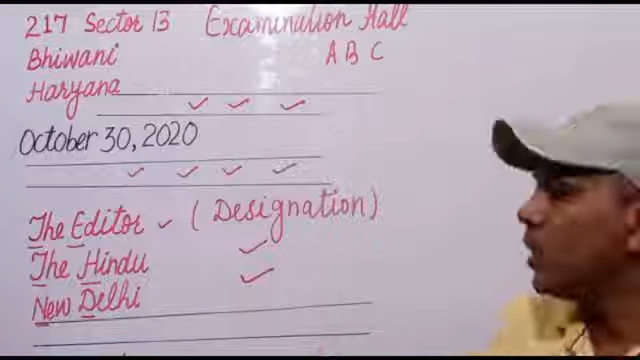 217 Sector 13 Examination Hall
Bhiwani A B C
Haryana
October 30, 2020
The Editor (Designation)
The Hindu
New Delhi